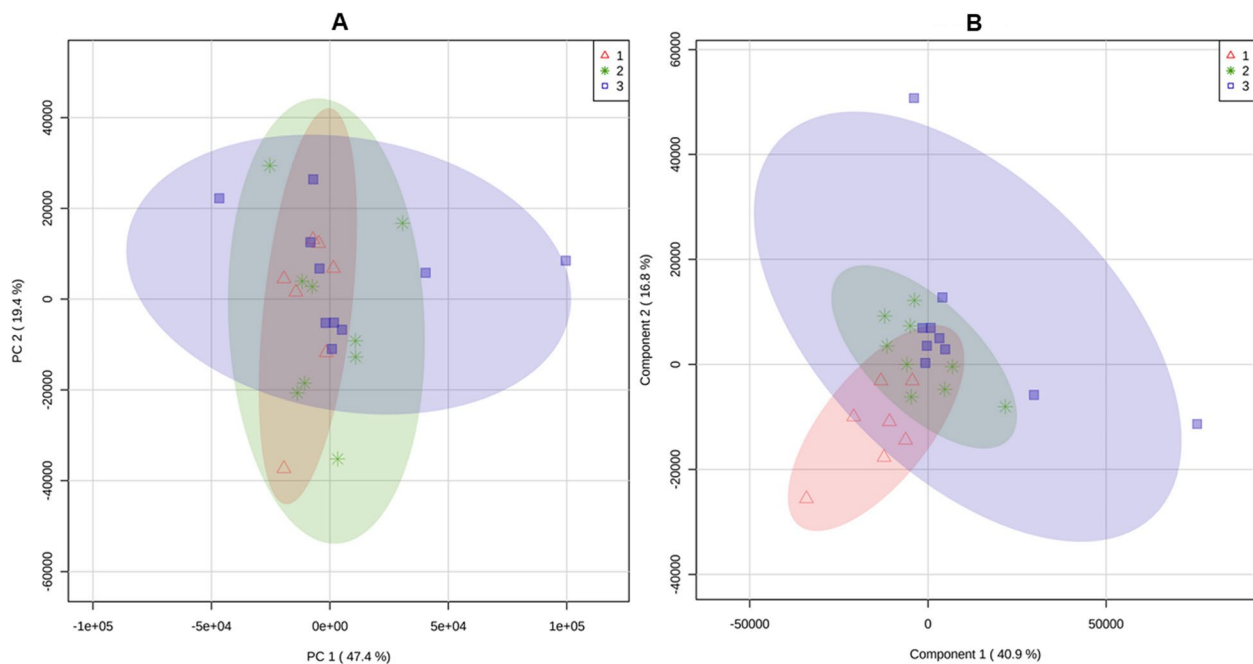 A
B
1
2
3
1
2
3
PC 2 ( 19.4 %)
40000
20000
0
-20000
-40000
-60000
-1e+05
-5e+04
0e+00
5e+04
1e+05
PC 1 ( 47.4 %)
Component 2 ( 16.8 %)
60000
40000
20000
0
-20000
-40000
-50000
0
50000
Component 1 ( 40.9 %)